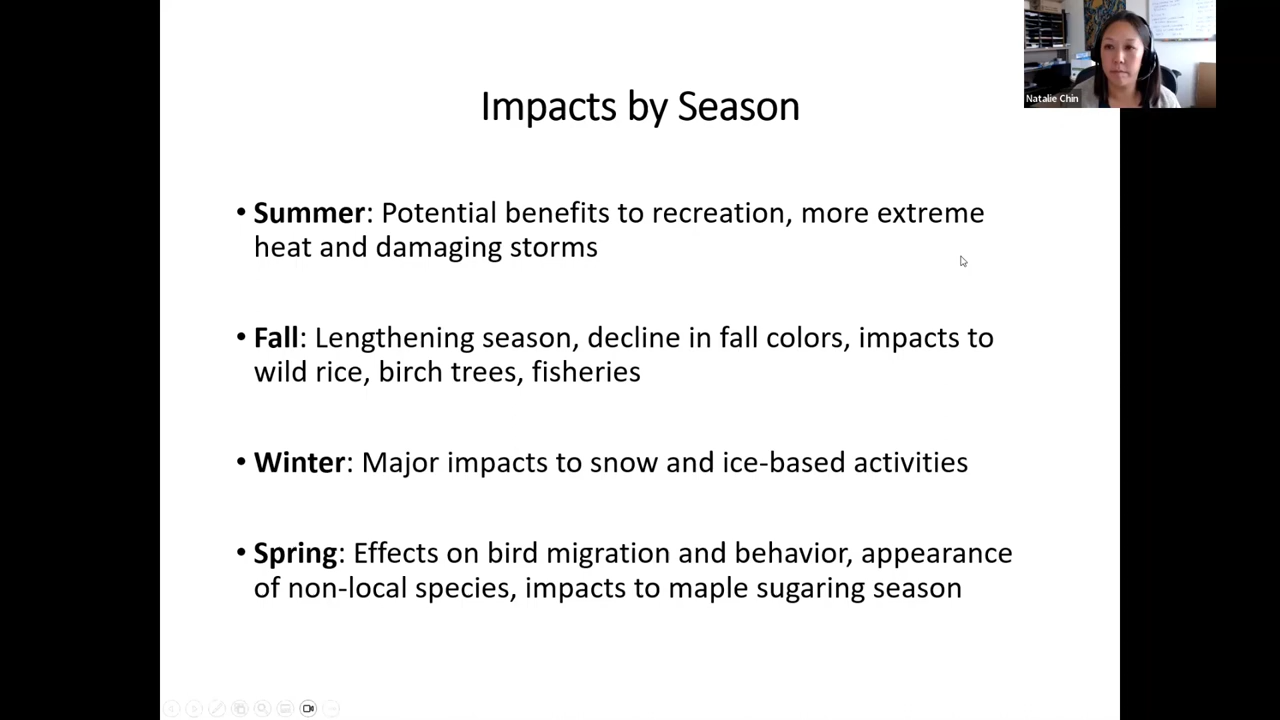 Natalie Chin
Impacts by Season
• Summer: Potential benefits to recreation, more extreme
heat and damaging storms
• Fall: Lengthening season, decline in fall colors, impacts to
wild rice, birch trees, fisheries
• Winter: Major impacts to snow and ice-based activities
• Spring: Effects on bird migration and behavior, appearance
of non-local species, impacts to maple sugaring season